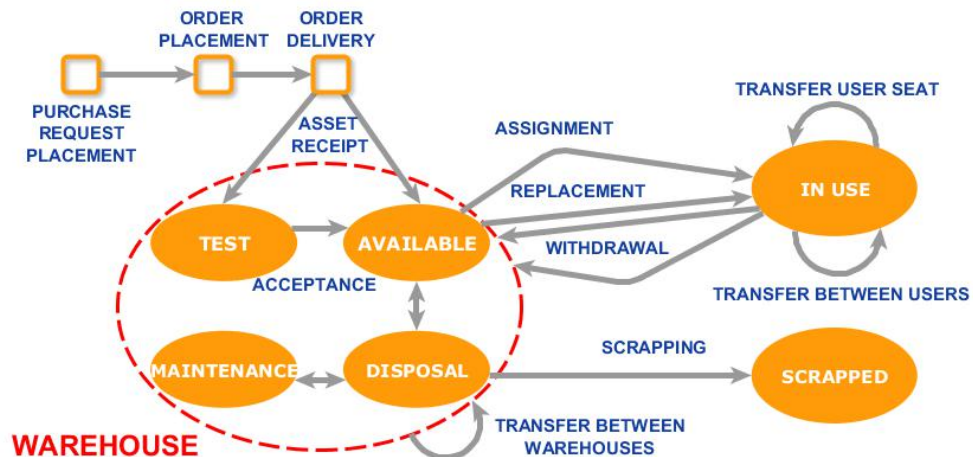 ORDER
PLACEMENT
ORDER
DELIVERY
PURCHASE
REQUEST
PLACEMENT
ASSET
RECEIPT
ASSIGNMENT
TRANSFER USER SEAT
REPLACEMENT
IN USE
TEST
AVAILABLE
WITHDRAWAL
ACCEPTANCE
TRANSFER BETWEEN USERS
MAINTENANCE
DISPOSAL
SCRAPPING
SCRAPPED
TRANSFER BETWEEN
WAREHOUSES
WAREHOUSE